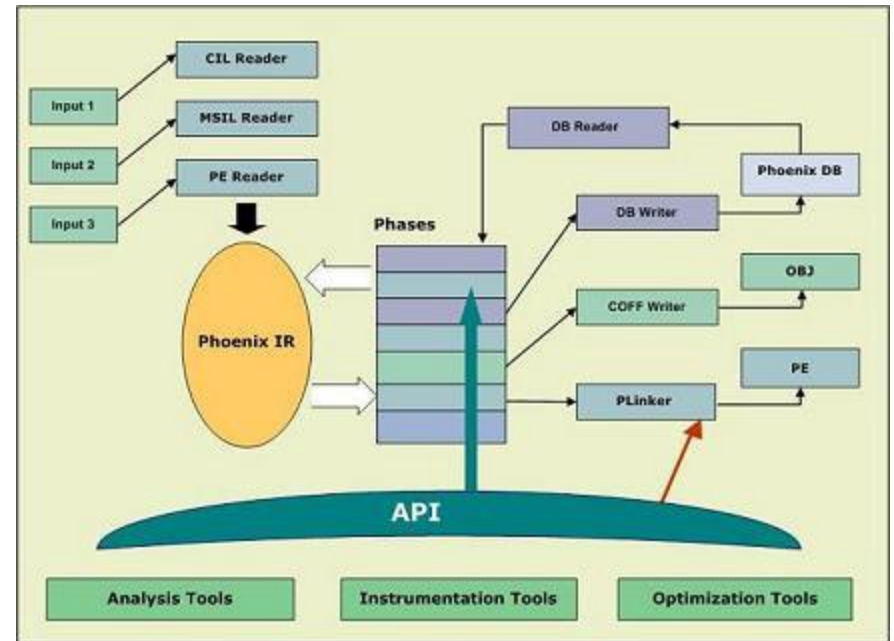 CIL Reader
Input 1
MSIL Reader
DB Reader
Input 2
Phoenix DB
PE Reader
Input 3
DB Writer
Phases
OBJ
COFF Writer
Phoenix IR
PE
PLinker
API
Analysis Tools
Instrumentation Tools
Optimization Tools